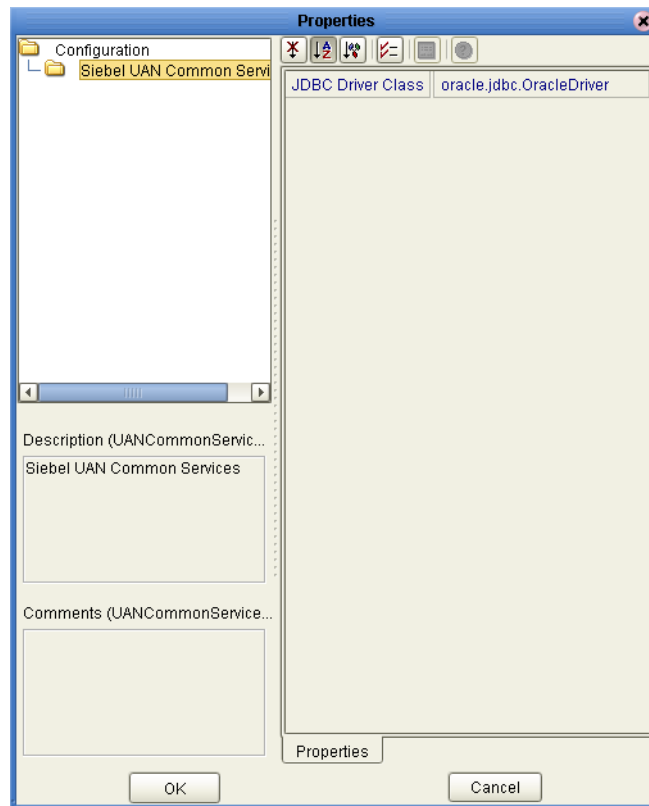 Properties
Configuration
Siebel UAN Common Servi
JDBC Driver Class oracle.jdbc.OracleDriver
Description (UANCommonServic...
Siebel UAN Common Services
Comments (UANCommonService...
Properties
OK Cancel